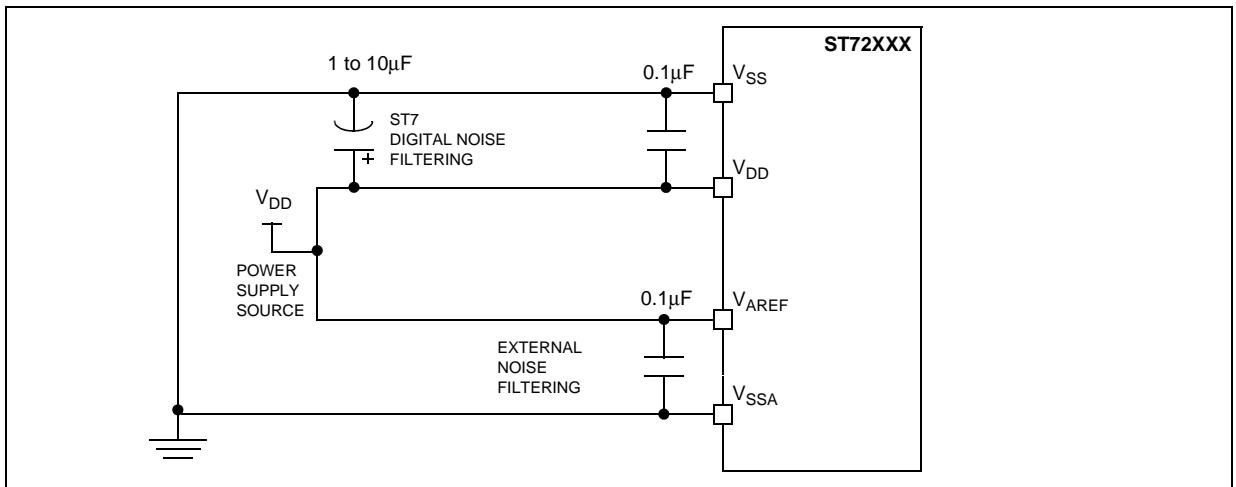 ST72XXX
1 to 10μF
0.1μF
VSS
ST7
DIGITAL NOISE
FILTERING
+
VDD
VDD
POWER
SUPPLY
SOURCE
0.1μF
VAREF
EXTERNAL
NOISE
FILTERING
VSSA